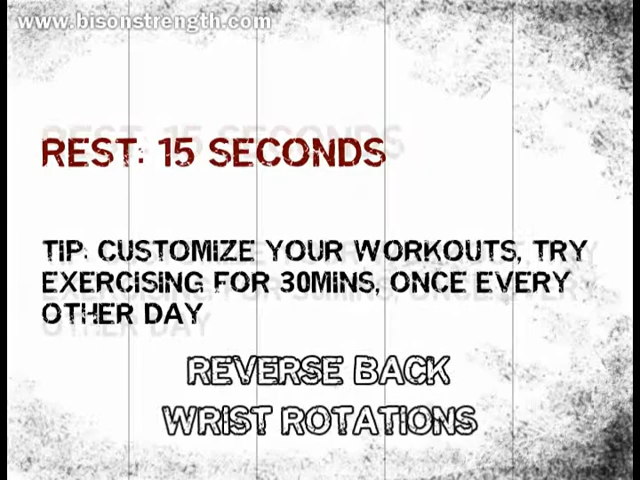 www.bisonstrength.com
REST: 15 SECONDS
TIP: CUSTOMIZE YOUR WORKOUTS, TRY
EXERCISING FOR 30MINS, ONCE EVERY
OTHER DAY
REVERSE BACK
WRIST ROTATIONS